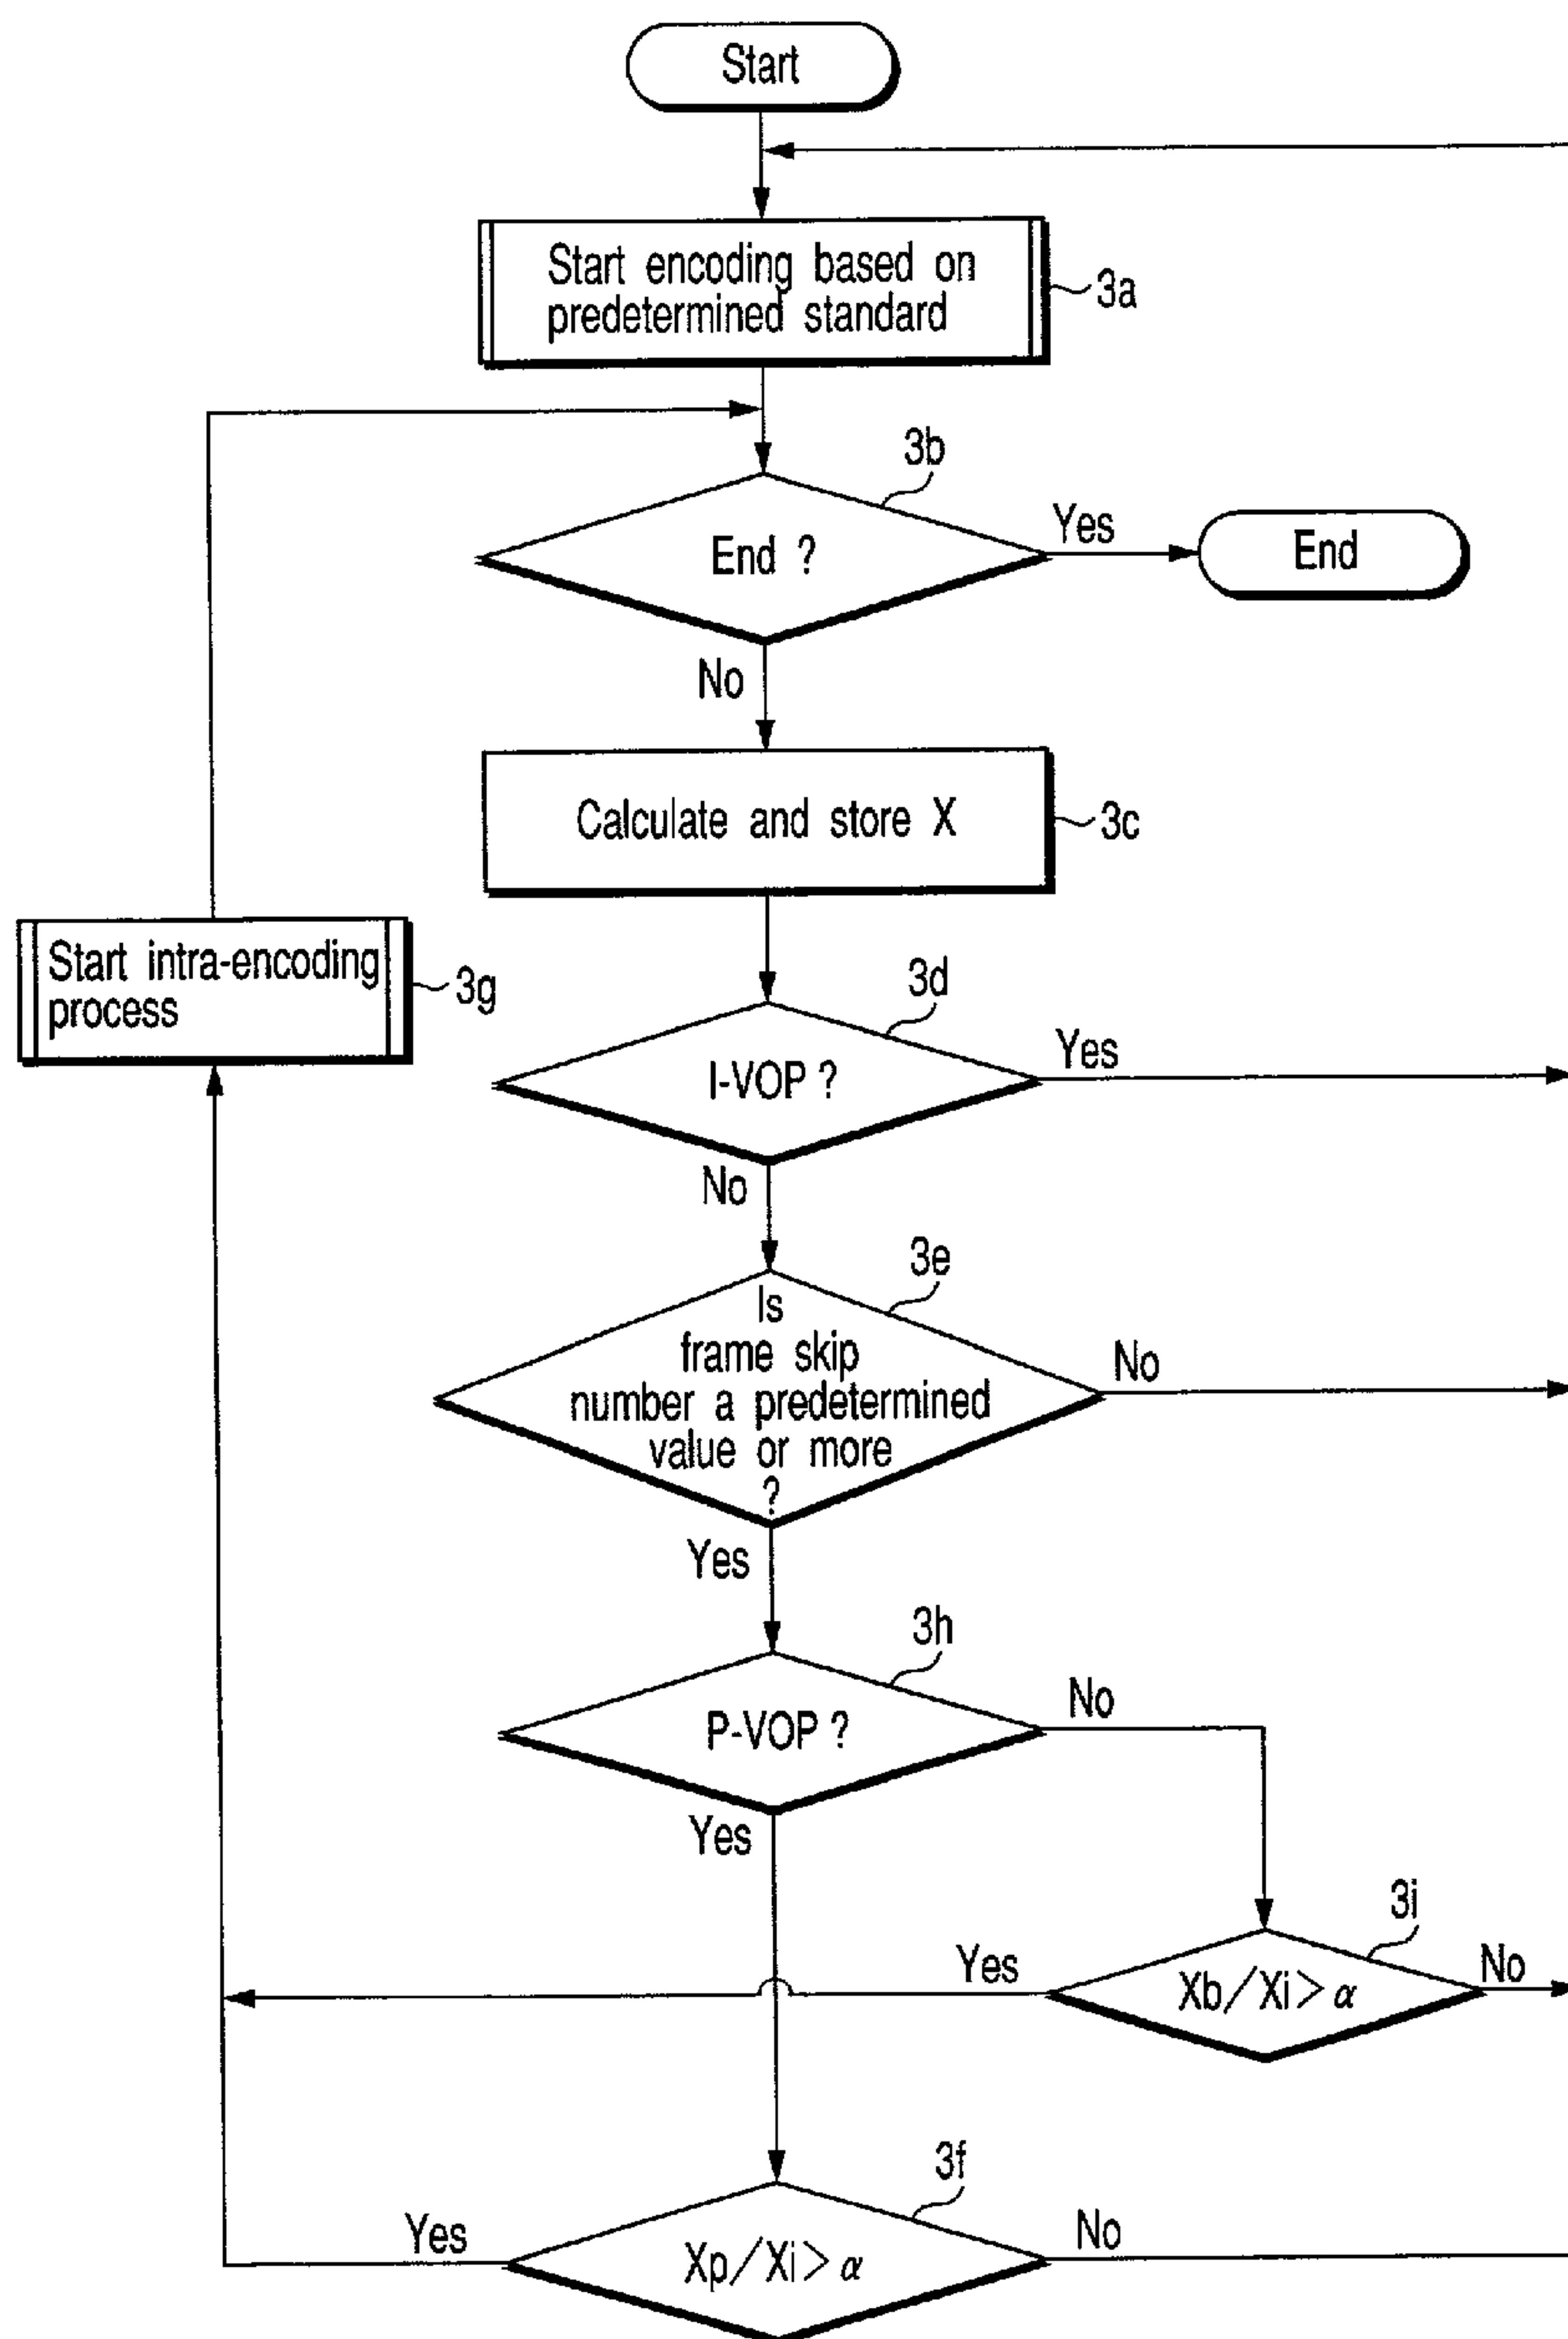 Start
Start encoding based on
predetermined standard
3a
3b
End ?
Yes
End
No
Calculate and store X
3c
Start intra-encoding
process
3g
3d
I-VOP ?
Yes
No
3e
Is
frame skip
number a predetermined
value or more
?
No
Yes
3h
P-VOP ?
No
Yes
3i
Yes
Xb/Xi>α
No
3f
Yes
Xp/Xi>α
No